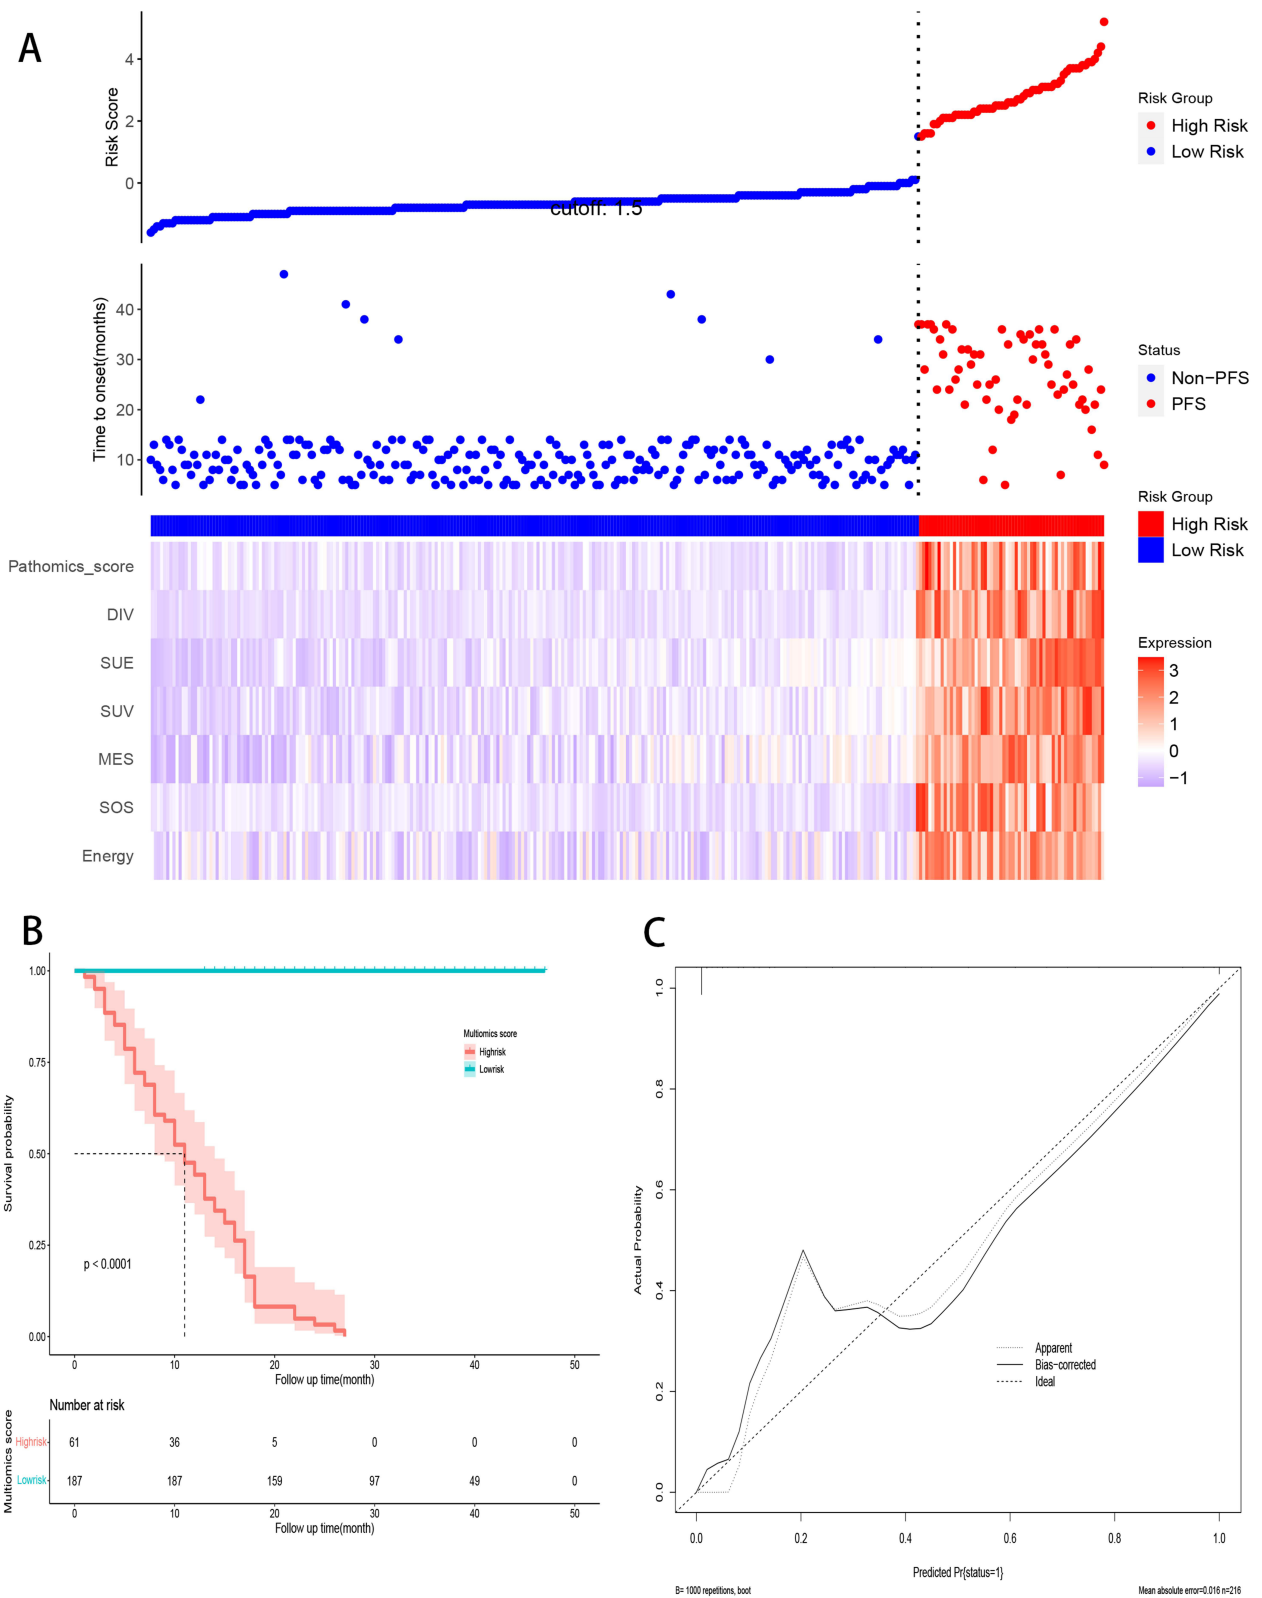 A
Risk Score
4
2
0
cutoff: 1.5
Risk Group
High Risk
Low Risk
Time to onset(months)
40
30
20
10
Status
Non−PFS
PFS
Risk Group
High Risk
Low Risk
Pathomics_score
DIV
SUE
SUV
MES
SOS
Energy
Expression
3
2
1
0
−1
B
Survival probability
1.00
0.75
0.50
0.25
0.00
p < 0.0001
Multiomics score
Highrisk
Lowrisk
0 10 20 30 40 50
Follow up time(month)
Number at risk
Multiomics score
Highrisk 61 36 5 0 0 0
Lowrisk 187 187 159 97 49 0
0 10 20 30 40 50
Follow up time(month)
C
Actual Probability
1.0
0.8
0.6
0.4
0.2
0.0
Apparent
Bias−corrected
Ideal
0.0 0.2 0.4 0.6 0.8 1.0
Predicted Pr{status=1}
B= 1000 repetitions, boot
Mean absolute error=0.016 n=216